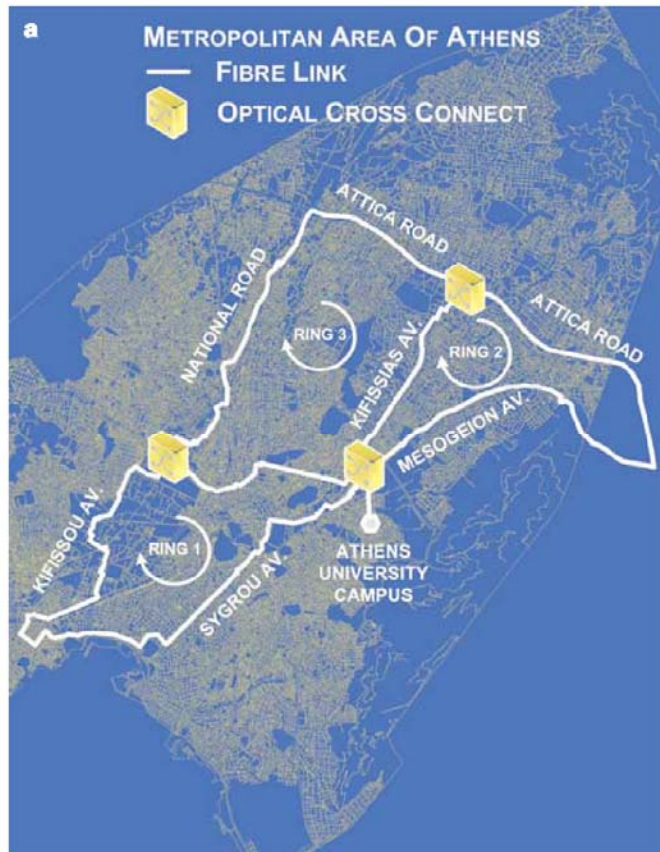 a
METROPOLITAN AREA OF ATHENS
FIBRE LINK
OPTICAL CROSS CONNECT
ATTICA ROAD
NATIONAL ROAD
RING 3
KIFISSIAS AV.
RING 2
ATTICA ROAD
MESOGEION AV.
KIFISSOU AV.
RING 1
SYGROU AV.
ATHENS
UNIVERSITY
CAMPUS